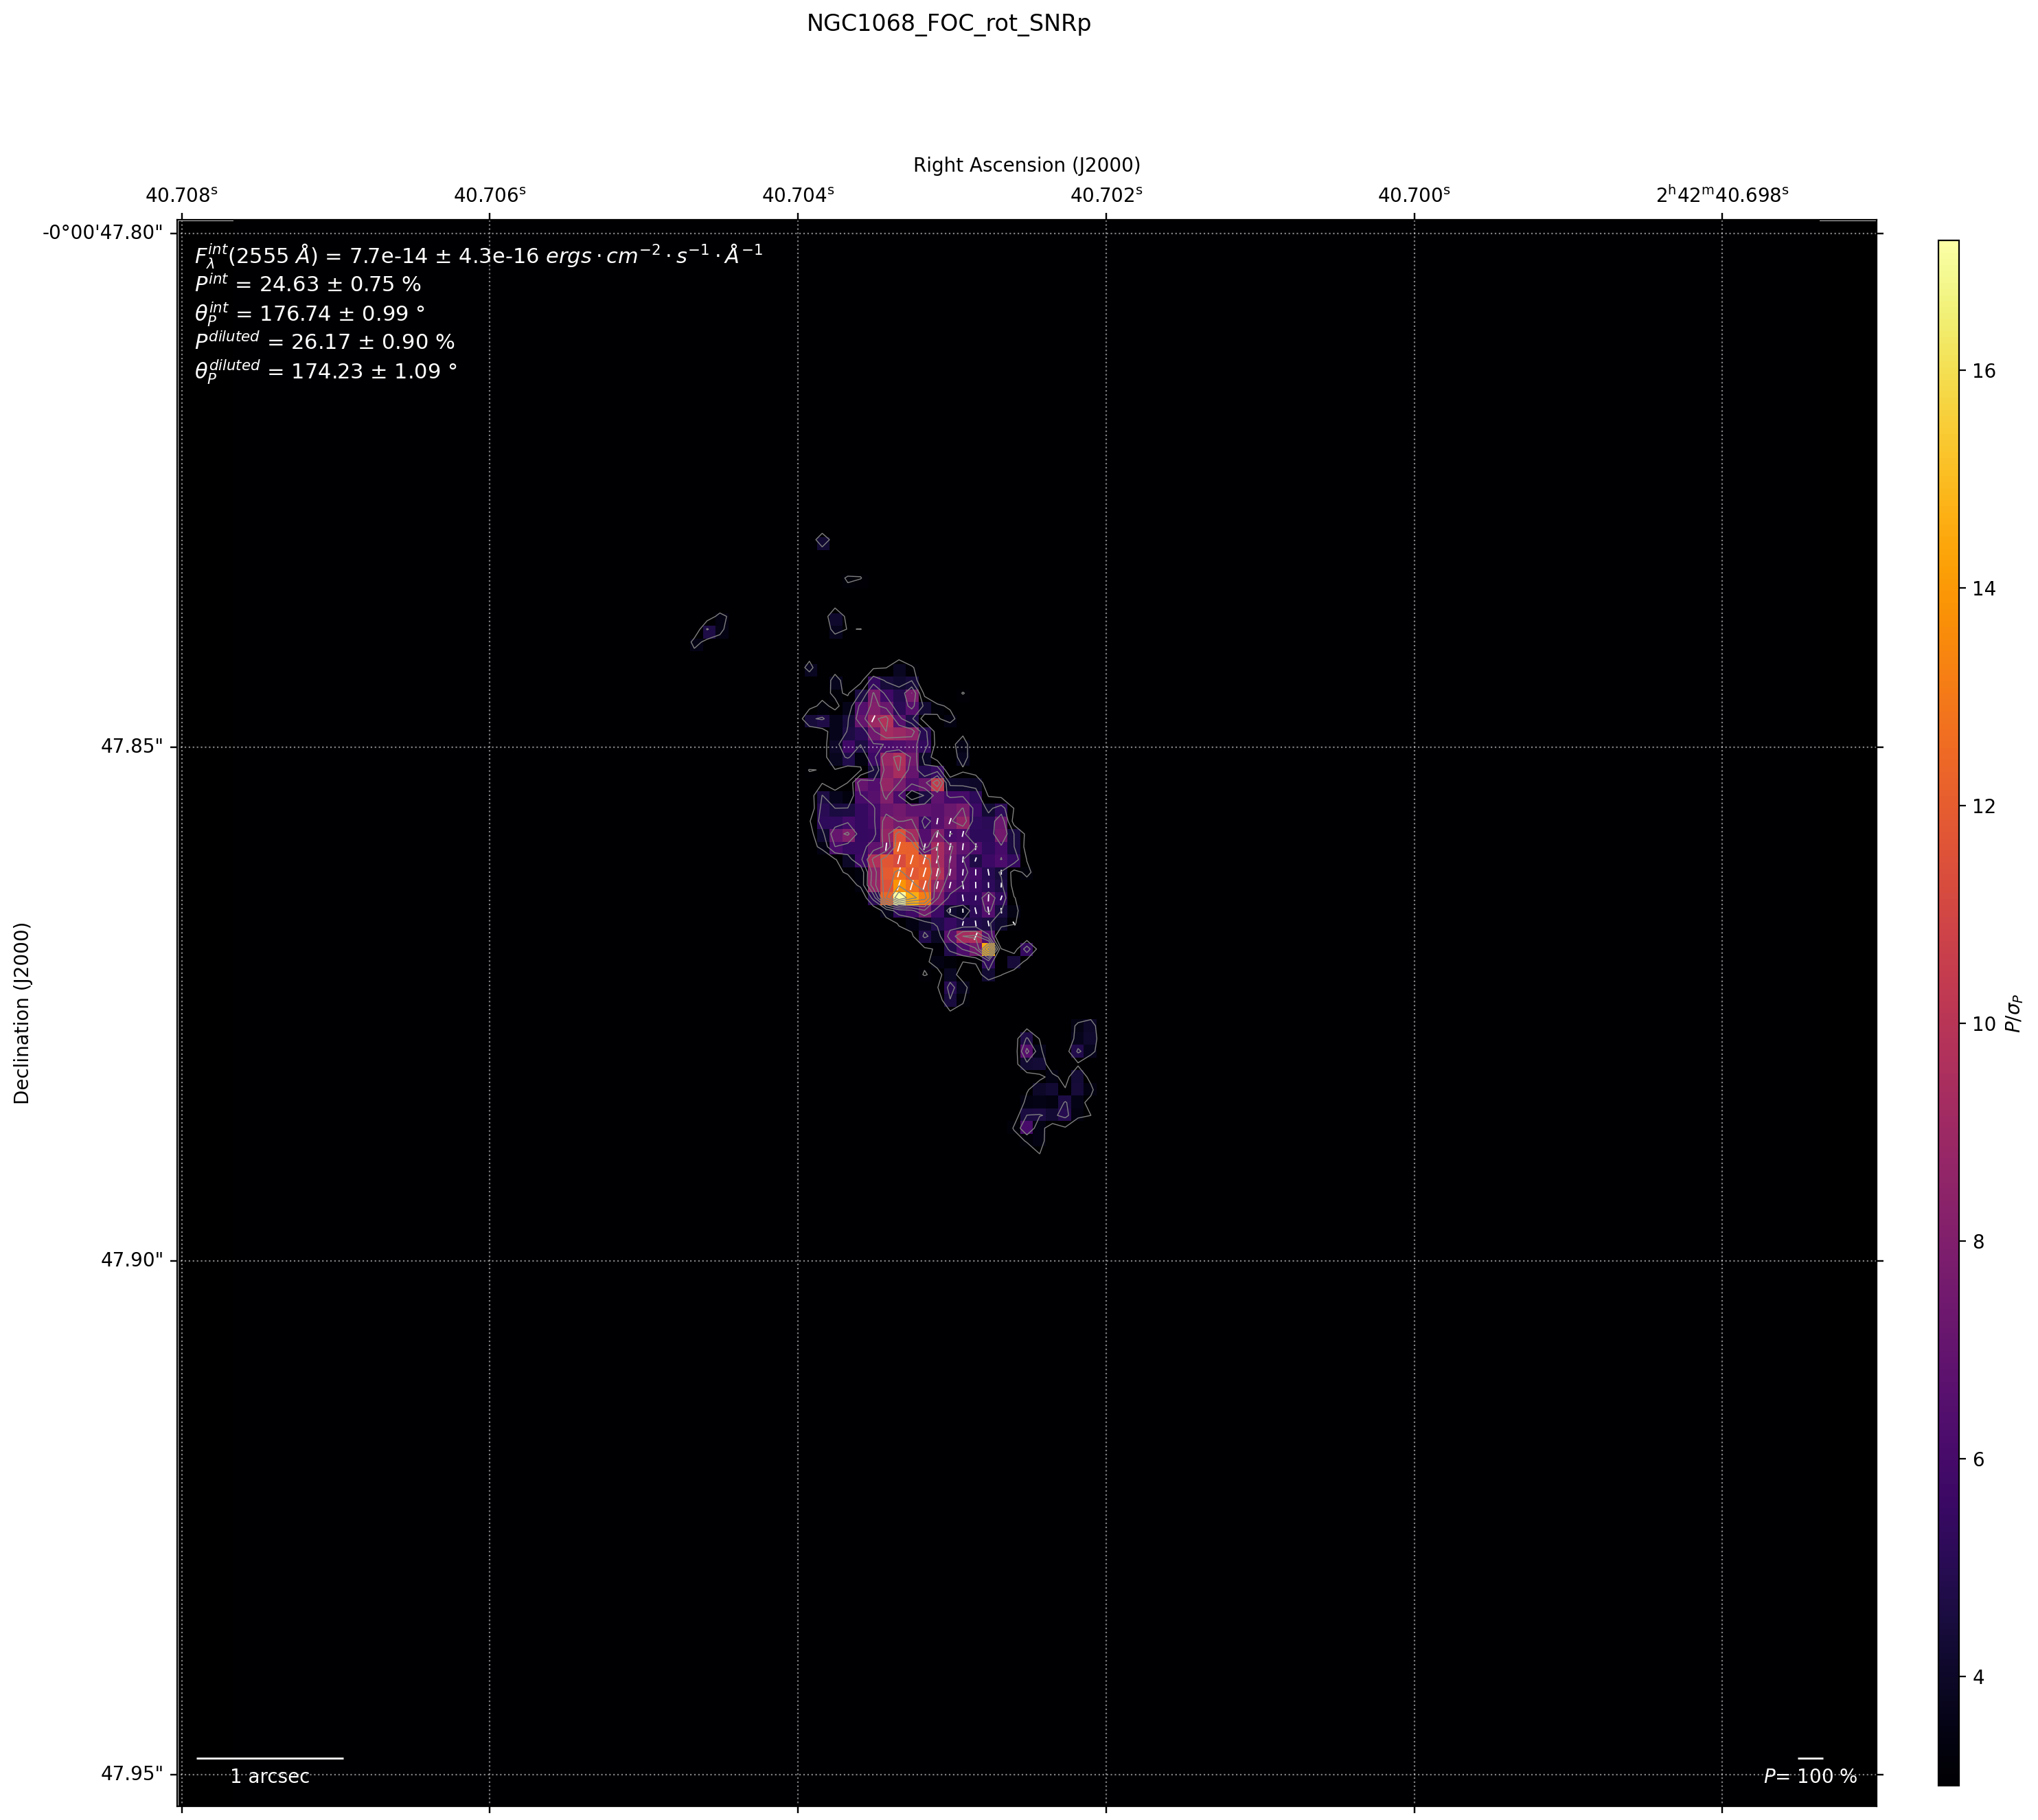 NGC1068_FOC_rot_SNRp
Right Ascension (J2000)
40.708ˢ 40.706ˢ 40.704ˢ 40.702ˢ 40.700ˢ 2ʰ42ᵐ40.698ˢ
-0°00'47.80"
F_λ^int(2555 Å) = 7.7e-14 ± 4.3e-16 ergs · cm⁻² · s⁻¹ · Å⁻¹
P^int = 24.63 ± 0.75 %
θ_P^int = 176.74 ± 0.99 °
P^diluted = 26.17 ± 0.90 %
θ_P^diluted = 174.23 ± 1.09 °
47.85"
47.90"
47.95"
Declination (J2000)
1 arcsec
P= 100 %
16
14
12
10
8
6
4
P/σ_P